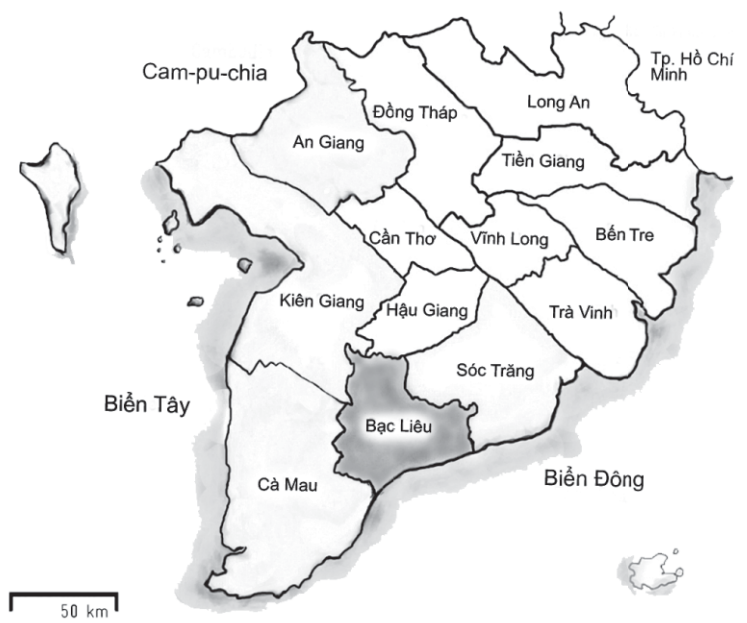 Tp. Hồ Chí
Minh
Cam-pu-chia
Long An
Đồng Tháp
An Giang
Tiền Giang
Cần Thơ
Vĩnh Long
Bến Tre
Kiên Giang
Hậu Giang
Trà Vinh
Sóc Trăng
Biển Tây
Bạc Liêu
Cà Mau
Biển Đông
50 km